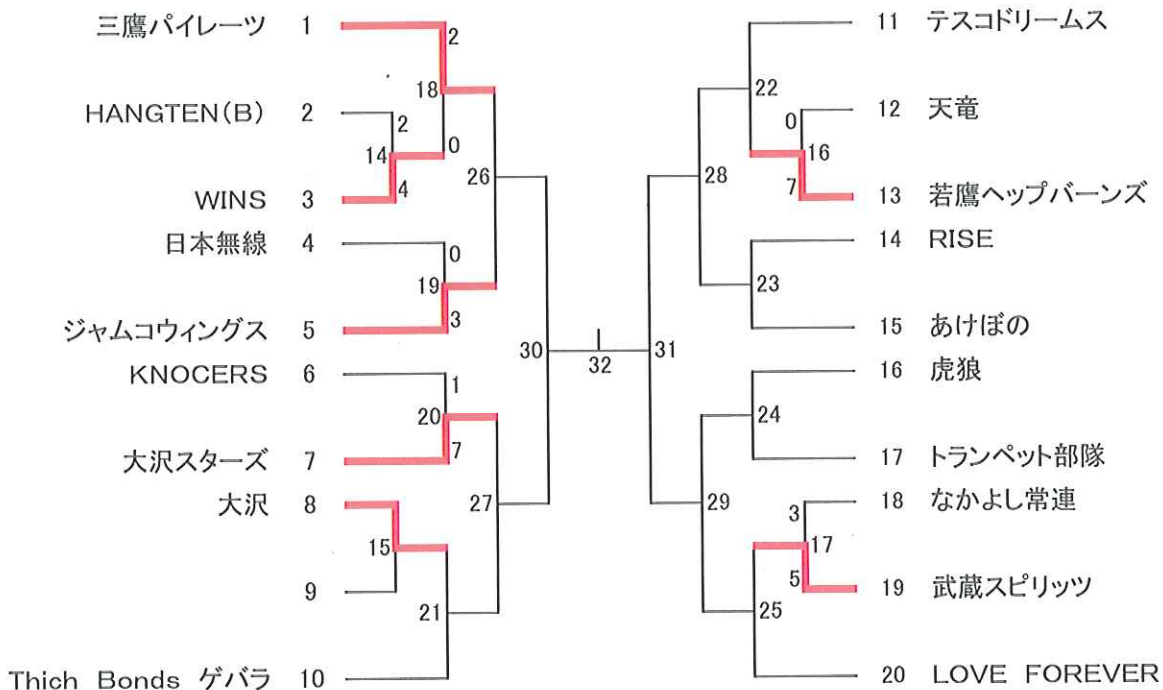 三鷹パイレーツ 1
2
18
HANGTEN(B) 2
2
14
0
4
WINS 3
26
日本無線 4
0
19
3
ジャムコウィングス 5
30
KNOCERS 6
1
20
7
大沢スターズ 7
27
大沢 8
15
9
21
Thich Bonds ゲバラ 10
32
11 テスコドリームス
22
12 天竜
0
16
7
28
13 若鷹ヘップバーンズ
14 RISE
23
15 あけぼの
31
16 虎狼
24
17 トランペット部隊
29
18 なかよし常連
3
17
5
19 武蔵スピリッツ
25
20 LOVE FOREVER